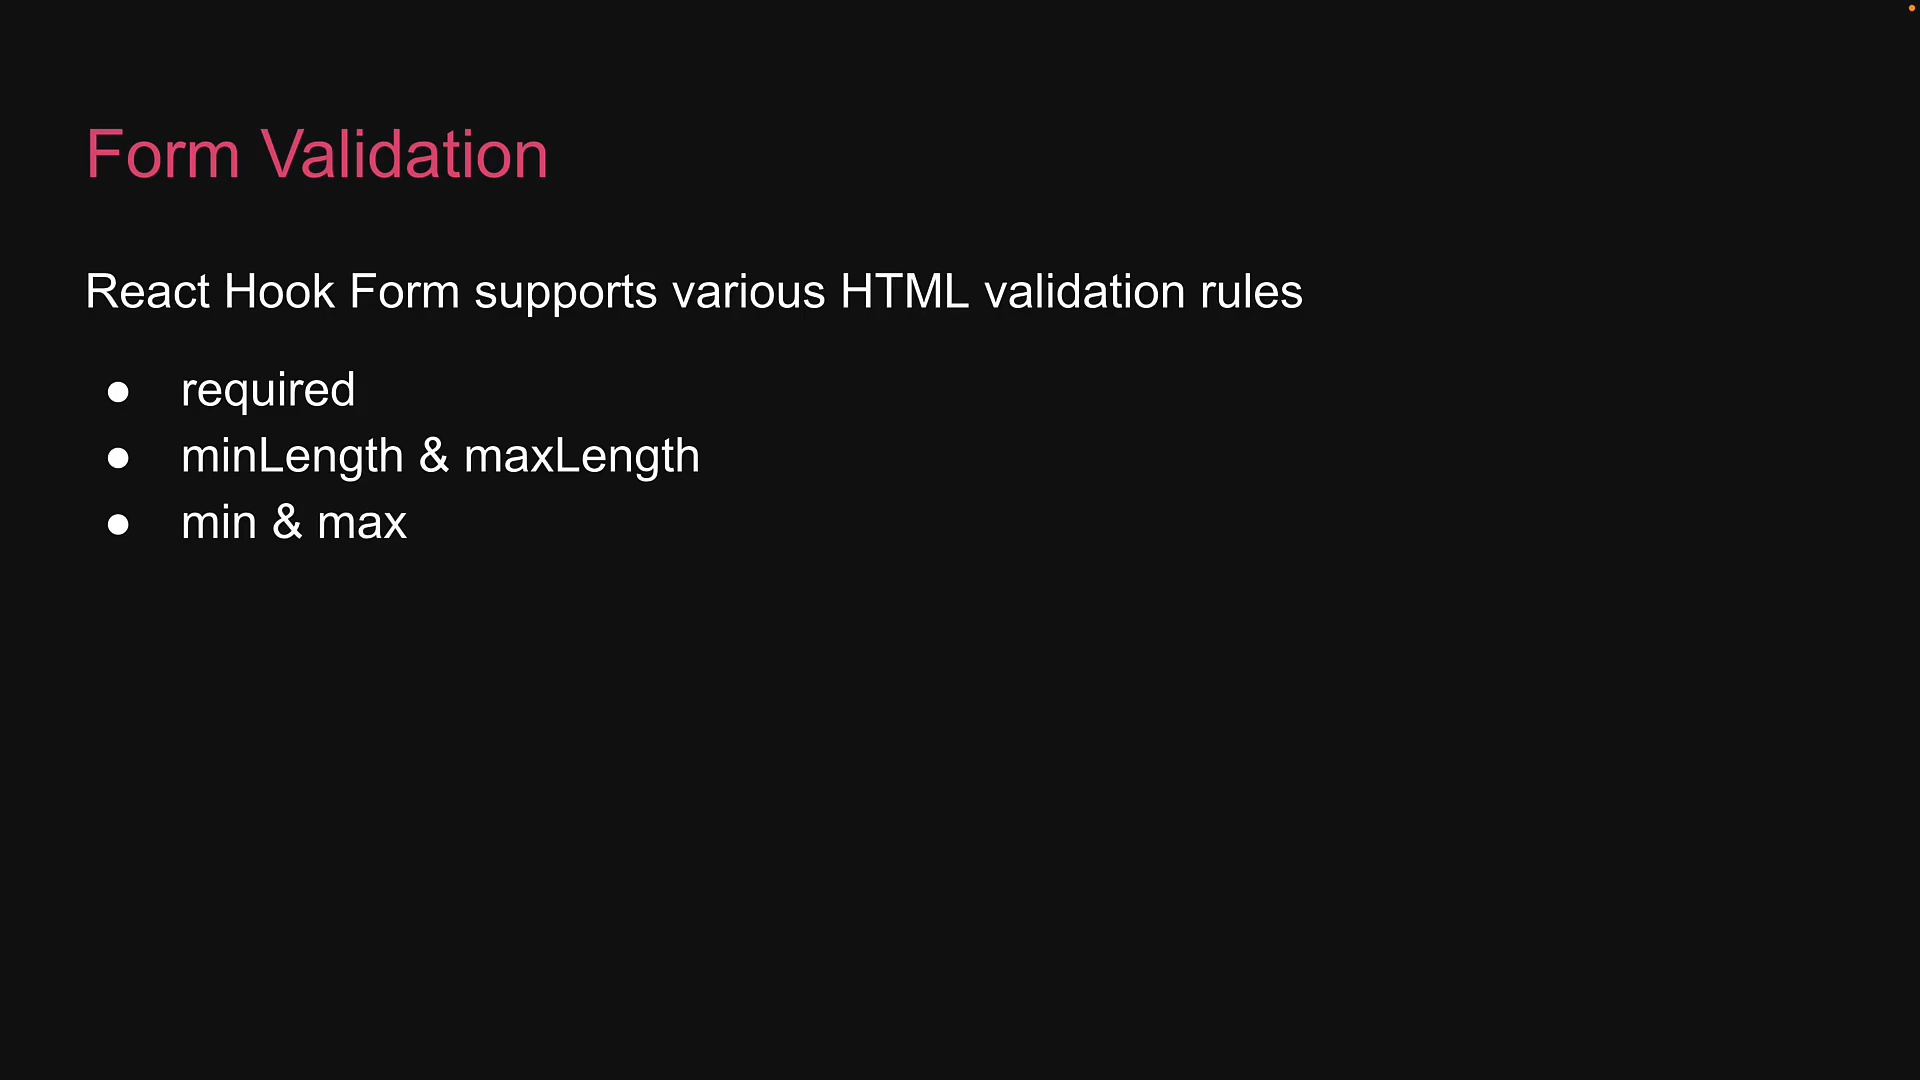 Form Validation
React Hook Form supports various HTML validation rules
● required
● minLength & maxLength
● min & max